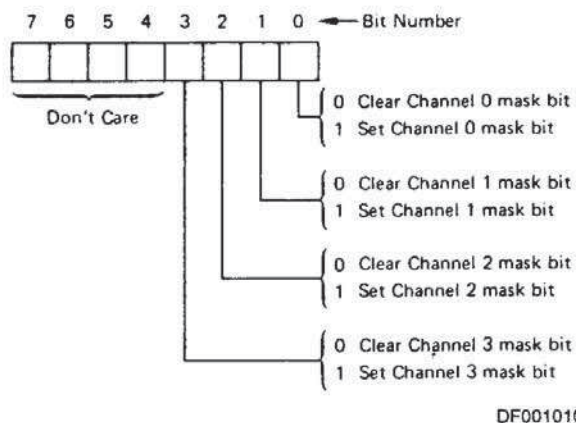 7 6 5 4 3 2 1 0 Bit Number
Don't Care
0 Clear Channel 0 mask bit
1 Set Channel 0 mask bit
0 Clear Channel 1 mask bit
1 Set Channel 1 mask bit
0 Clear Channel 2 mask bit
1 Set Channel 2 mask bit
0 Clear Channel 3 mask bit
1 Set Channel 3 mask bit
DF001010